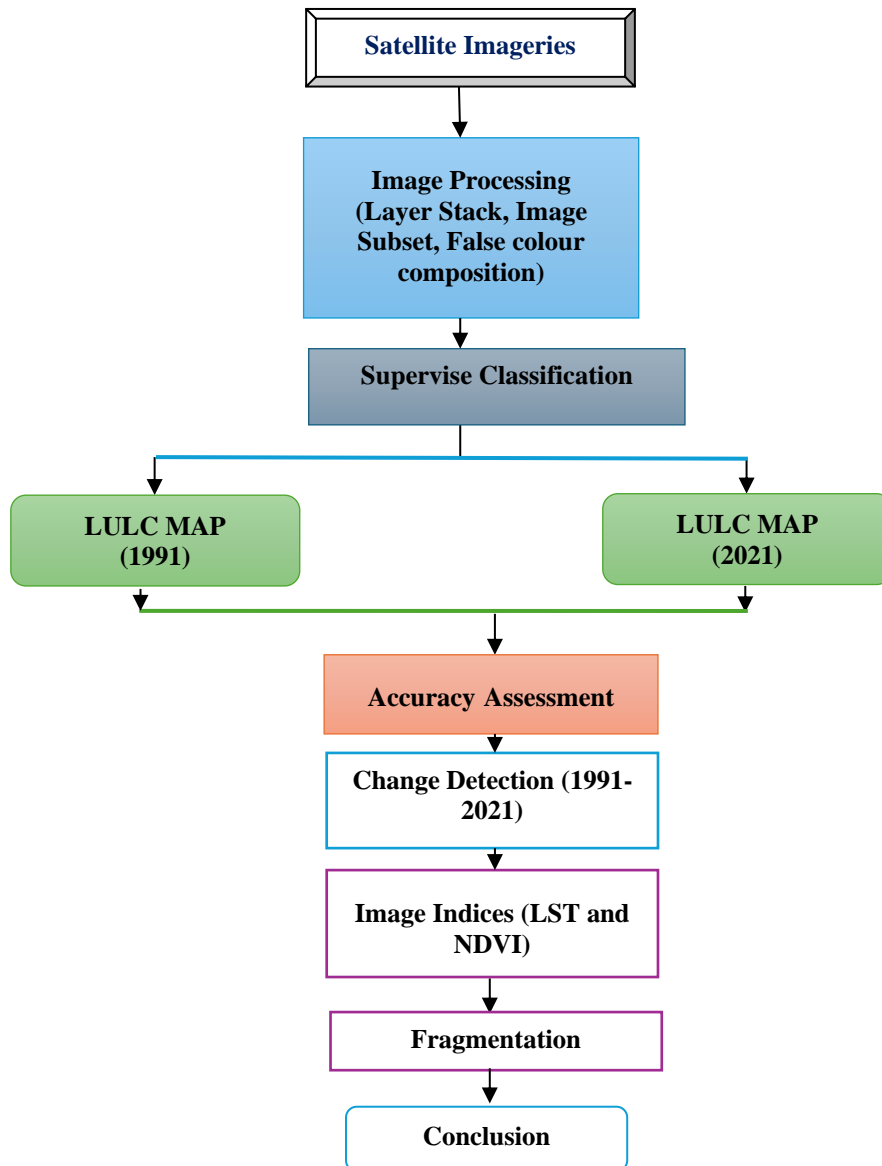 Satellite Imageries
Image Processing
(Layer Stack, Image
Subset, False colour
composition)
Supervise Classification
LULC MAP
(1991)
LULC MAP
(2021)
Accuracy Assessment
Change Detection (1991-
2021)
Image Indices (LST and
NDVI)
Fragmentation
Conclusion